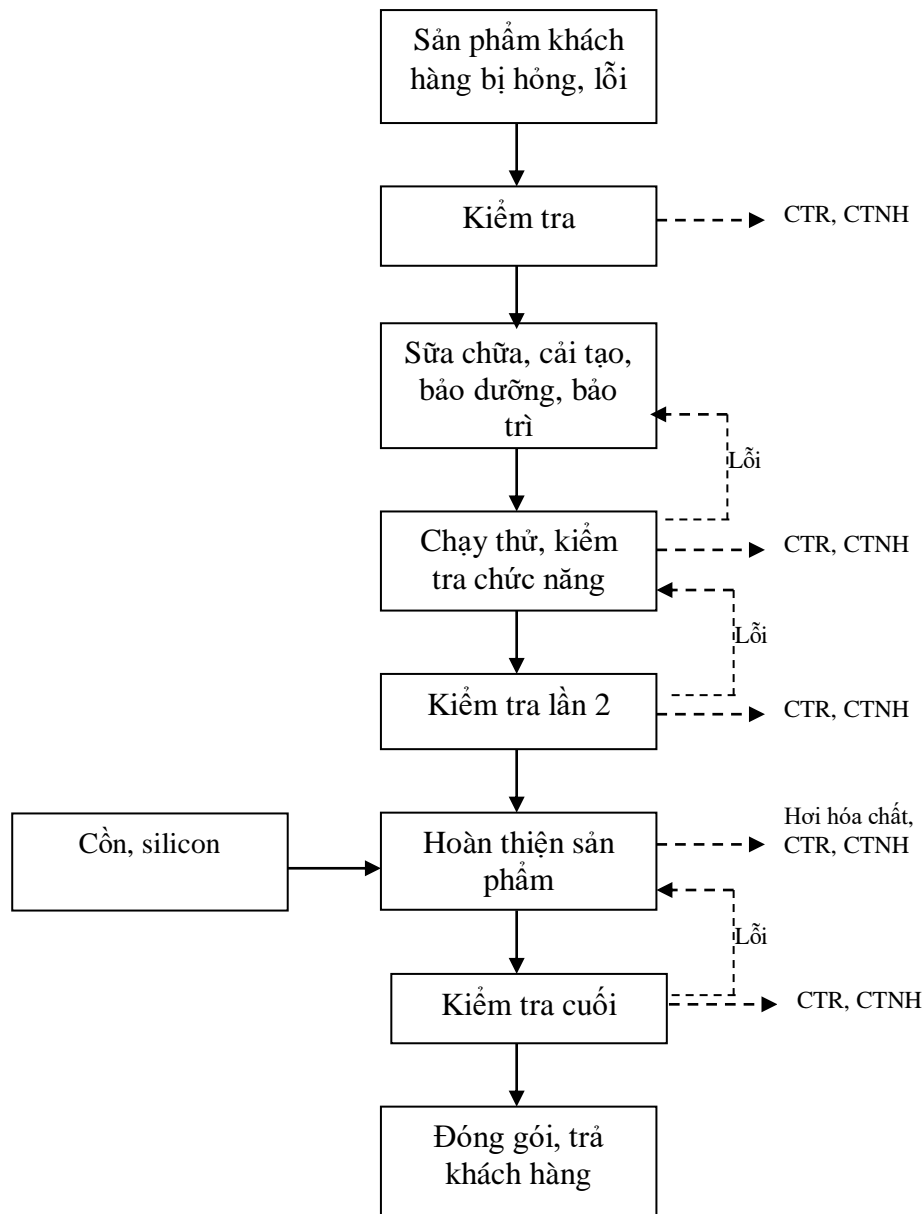 Sản phẩm khách
hàng bị hỏng, lỗi
Kiểm tra
CTR, CTNH
Sữa chữa, cải tạo,
bảo dưỡng, bảo
trì
Lỗi
Chạy thử, kiểm
tra chức năng
CTR, CTNH
Lỗi
Kiểm tra lần 2
CTR, CTNH
Cồn, silicon
Hoàn thiện sản
phẩm
Hơi hóa chất,
CTR, CTNH
Lỗi
Kiểm tra cuối
CTR, CTNH
Đóng gói, trả
khách hàng